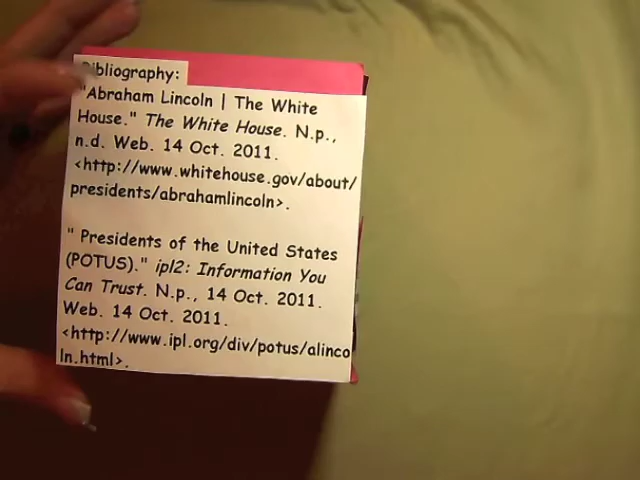 Bibliography:
"Abraham Lincoln | The White
House." The White House. N.p.,
n.d. Web. 14 Oct. 2011.
<http://www.whitehouse.gov/about/
presidents/abrahamlincoln>.
" Presidents of the United States
(POTUS)." ipl2: Information You
Can Trust. N.p., 14 Oct. 2011.
Web. 14 Oct. 2011.
<http://www.ipl.org/div/potus/alinco
ln.html>.